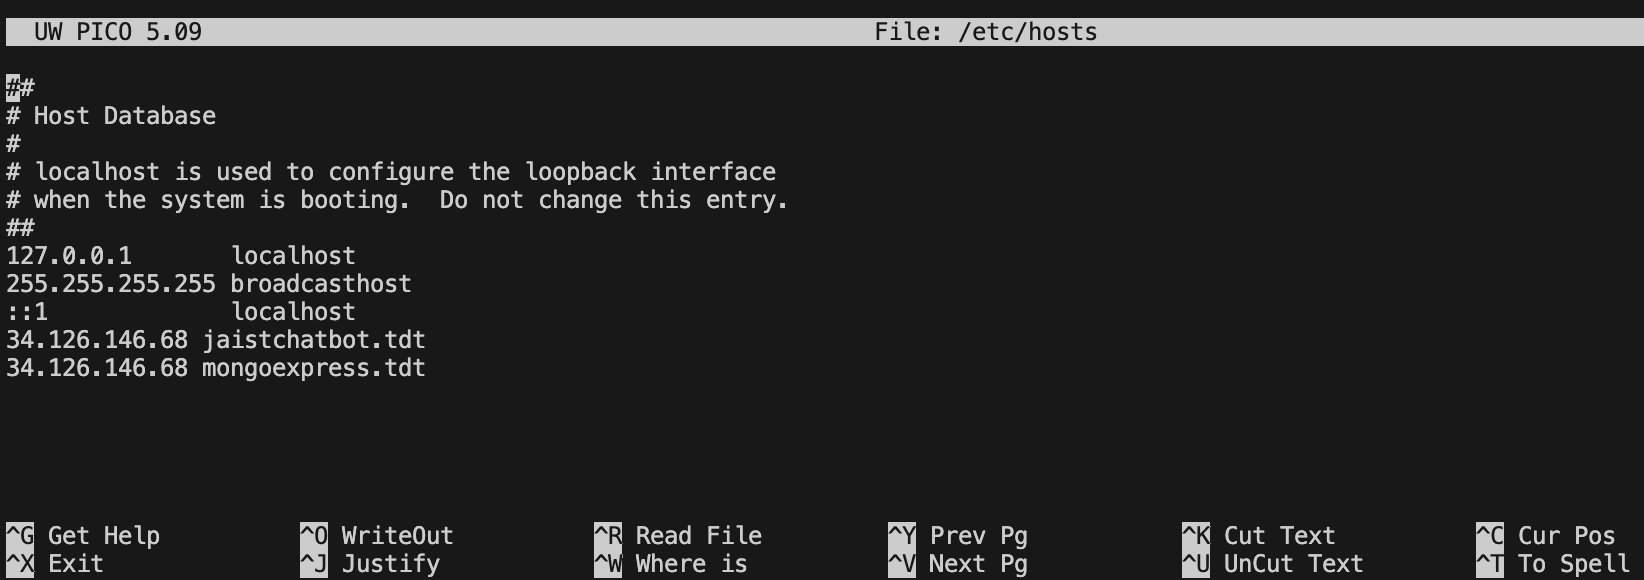 UW PICO 5.09 File: /etc/hosts
##
# Host Database
#
# localhost is used to configure the loopback interface
# when the system is booting.  Do not change this entry.
##
127.0.0.1       localhost
255.255.255.255 broadcasthost
::1             localhost
34.126.146.68 jaistchatbot.tdt
34.126.146.68 mongoexpress.tdt
^G Get Help ^O WriteOut ^R Read File ^Y Prev Pg ^K Cut Text ^C Cur Pos
^X Exit ^J Justify ^W Where is ^V Next Pg ^U UnCut Text ^T To Spell